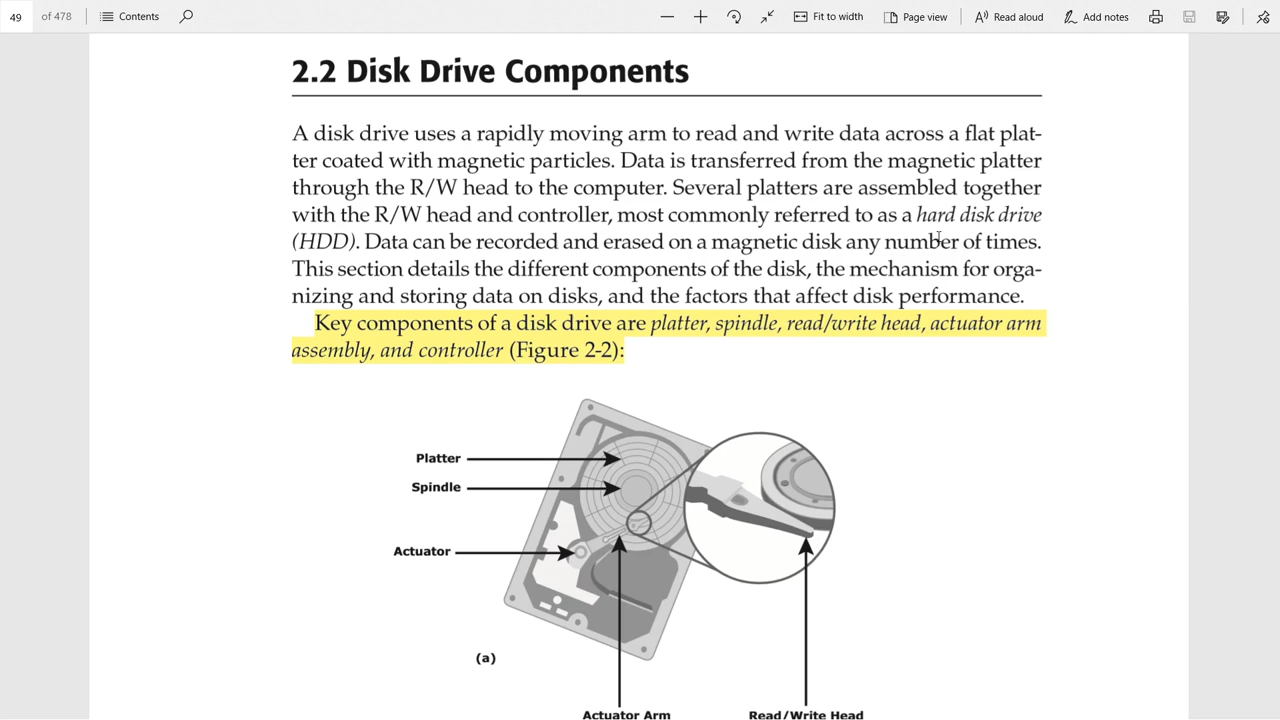 49 of 478 Contents Fit to width Page view Read aloud Add notes
2.2 Disk Drive Components
A disk drive uses a rapidly moving arm to read and write data across a flat plat-
ter coated with magnetic particles. Data is transferred from the magnetic platter
through the R/W head to the computer. Several platters are assembled together
with the R/W head and controller, most commonly referred to as a hard disk drive
(HDD). Data can be recorded and erased on a magnetic disk any number of times.
This section details the different components of the disk, the mechanism for orga-
nizing and storing data on disks, and the factors that affect disk performance.
Key components of a disk drive are platter, spindle, read/write head, actuator arm
assembly, and controller (Figure 2-2):
Platter
Spindle
Actuator
(a)
Actuator Arm Read/Write Head